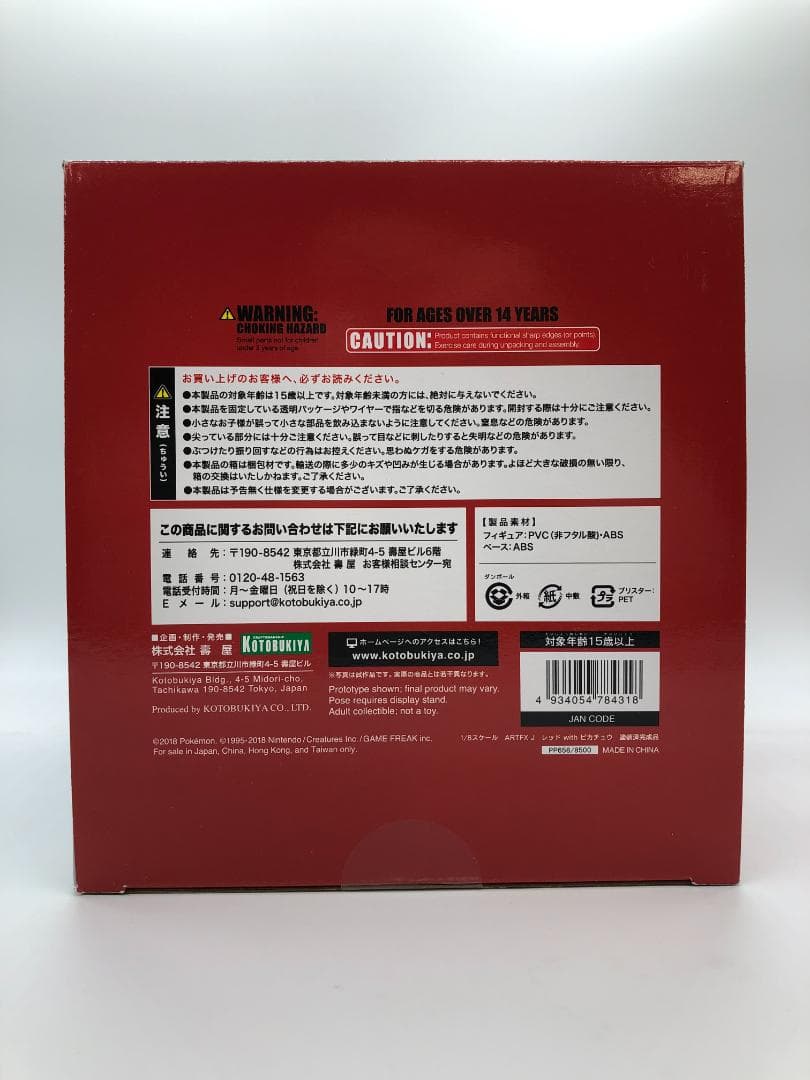 WARNING:
CHOKING HAZARD
Small parts not for children
under 3 years of age.
FOR AGES OVER 14 YEARS
CAUTION: Product contains functional sharp edges (or points).
Exercise care during unpacking and assembly.
注意(ちゅうい)
お買い上げのお客様へ、必ずお読みください。
●本製品の対象年齢は15歳以上です。対象年齢未満の方には、絶対に与えないでください。
●本製品を固定している透明パッケージやワイヤーで指などを切る危険があります。開封する際は十分にご注意ください。
●小さなお子様が誤って小さな部品を飲み込まないように注意してください。窒息などの危険があります。
●尖っている部分には十分ご注意ください。誤って目などに刺したりすると失明などの危険があります。
●ぶつけたり振り回すなどの行為はお控えください。思わぬケガをする危険があります。
●本製品の箱は梱包材です。輸送の際に多少のキズや凹みが生じる場合があります。よほど大きな破損の無い限り、
箱の交換はいたしかねます。ご了承ください。
●本製品は予告無く仕様を変更する場合がございます。ご了承ください。
この商品に関するお問い合わせは下記にお願いいたします
連絡先:〒190-8542 東京都立川市緑町4-5 壽屋ビル6階
株式会社 壽屋 お客様相談センター宛
電話番号:0120-48-1563
電話受付時間:月〜金曜日(祝日を除く)10〜17時
Eメール:support@kotobukiya.co.jp
【製品素材】
フィギュア:PVC(非フタル酸)・ABS
ベース:ABS
ダンボール
外箱
紙
中敷
プラ
ブリスター:
PET
■企画・制作・発売■
株式会社 壽屋
KOTOBUKIYA
〒190-8542 東京都立川市緑町4-5 壽屋ビル
Kotobukiya Bldg., 4-5 Midori-cho,
Tachikawa 190-8542 Tokyo, Japan
Produced by KOTOBUKIYA CO., LTD.
ホームページへのアクセスはこちら!
www.kotobukiya.co.jp
※写真は試作品です。実際の商品とは若干異なります。
Prototype shown; final product may vary.
Pose requires display stand.
Adult collectible; not a toy.
対象年齢15歳以上
4 934054 784318
JAN CODE
©2018 Pokémon. ©1995-2018 Nintendo/Creatures Inc./GAME FREAK inc.
For sale in Japan, China, Hong Kong, and Taiwan only.
1/8スケール ARTFX J レッド with ピカチュウ 塗装済完成品
PP656/8500 MADE IN CHINA